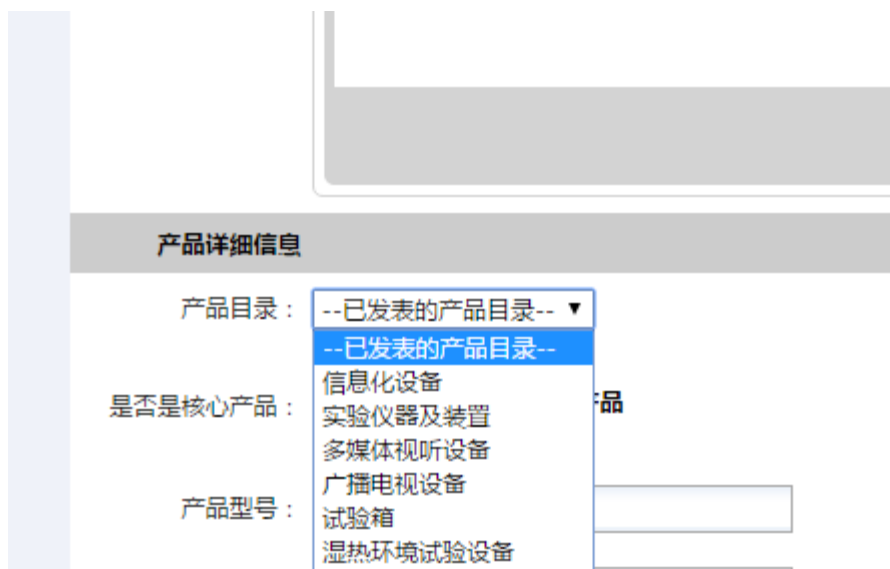 产品详细信息
产品目录： --已发表的产品目录-- ▼
--已发表的产品目录--
信息化设备
是否是核心产品： 品
实验仪器及装置
多媒体视听设备
广播电视设备
产品型号：
试验箱
湿热环境试验设备